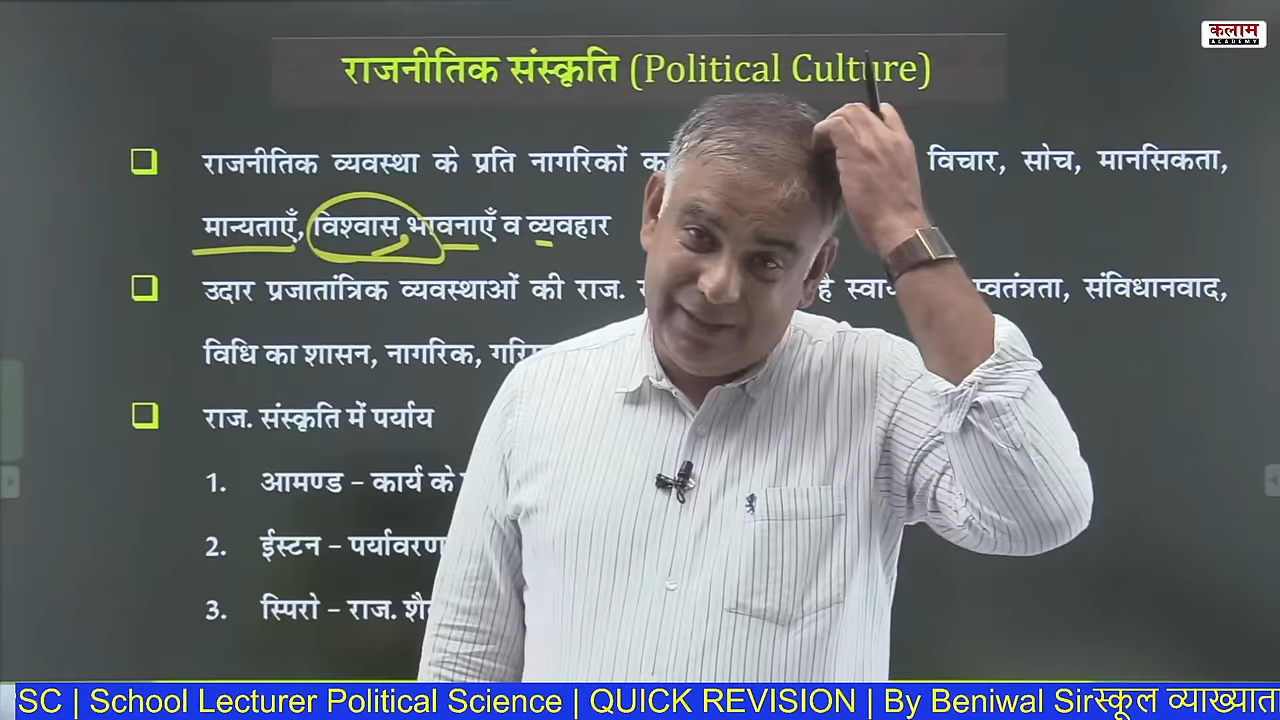 कलाम
ACADEMY
राजनीतिक संस्कृति (Political Culture)
राजनीतिक व्यवस्था के प्रति नागरिकों विचार, सोच, मानसिकता,
मान्यताएँ, विश्वास भावनाएँ व व्यवहार
उदार प्रजातांत्रिक व्यवस्थाओं की राज. है स्वतंत्रता, संविधानवाद,
विधि का शासन, नागरिक,
राज. संस्कृति में पर्याय
1. आमण्ड – कार्य के
2. ईस्टन – पर्यावरण
3. स्पिरो – राज.
SC | School Lecturer Political Science | QUICK REVISION | By Beniwal Sirस्कूल व्याख्यात